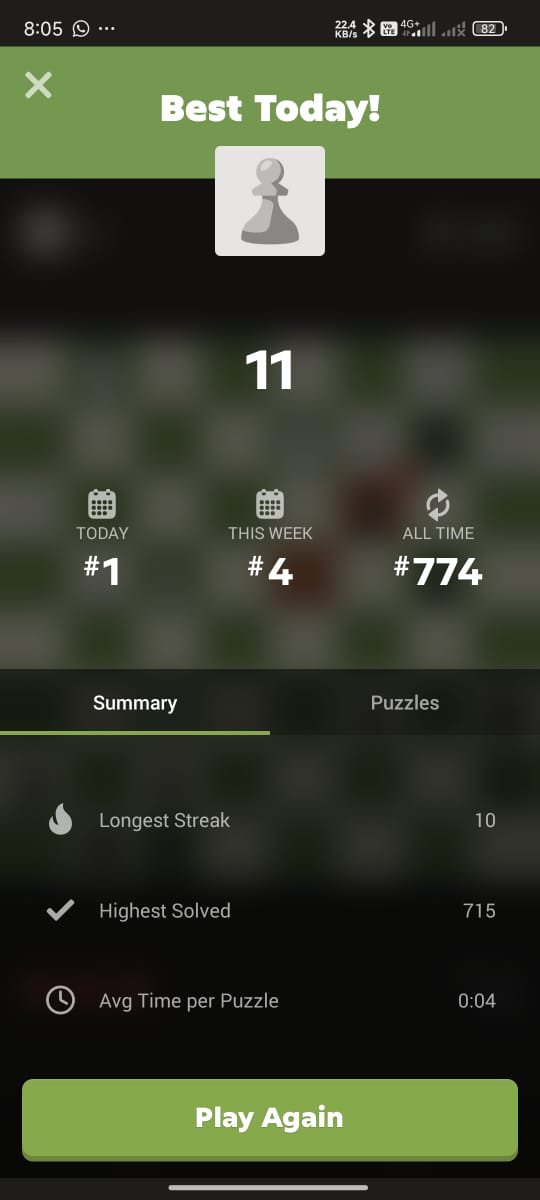 8:05 ... 22.4 KB/s VoLTE 4G+ 82
Best Today!
11
TODAY THIS WEEK ALL TIME
#1 #4 #774
Summary Puzzles
Longest Streak 10
Highest Solved 715
Avg Time per Puzzle 0:04
Play Again